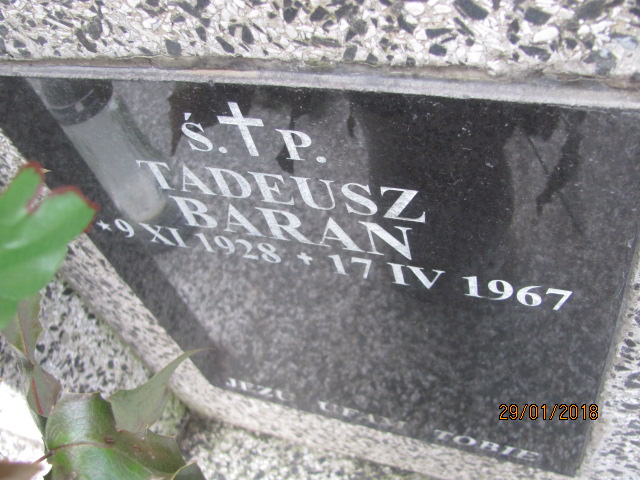 Ś. P.
TADEUSZ
BARAN
*9 XI 1928 + 17 IV 1967
JEZU UFAM TOBIE
29/01/2018